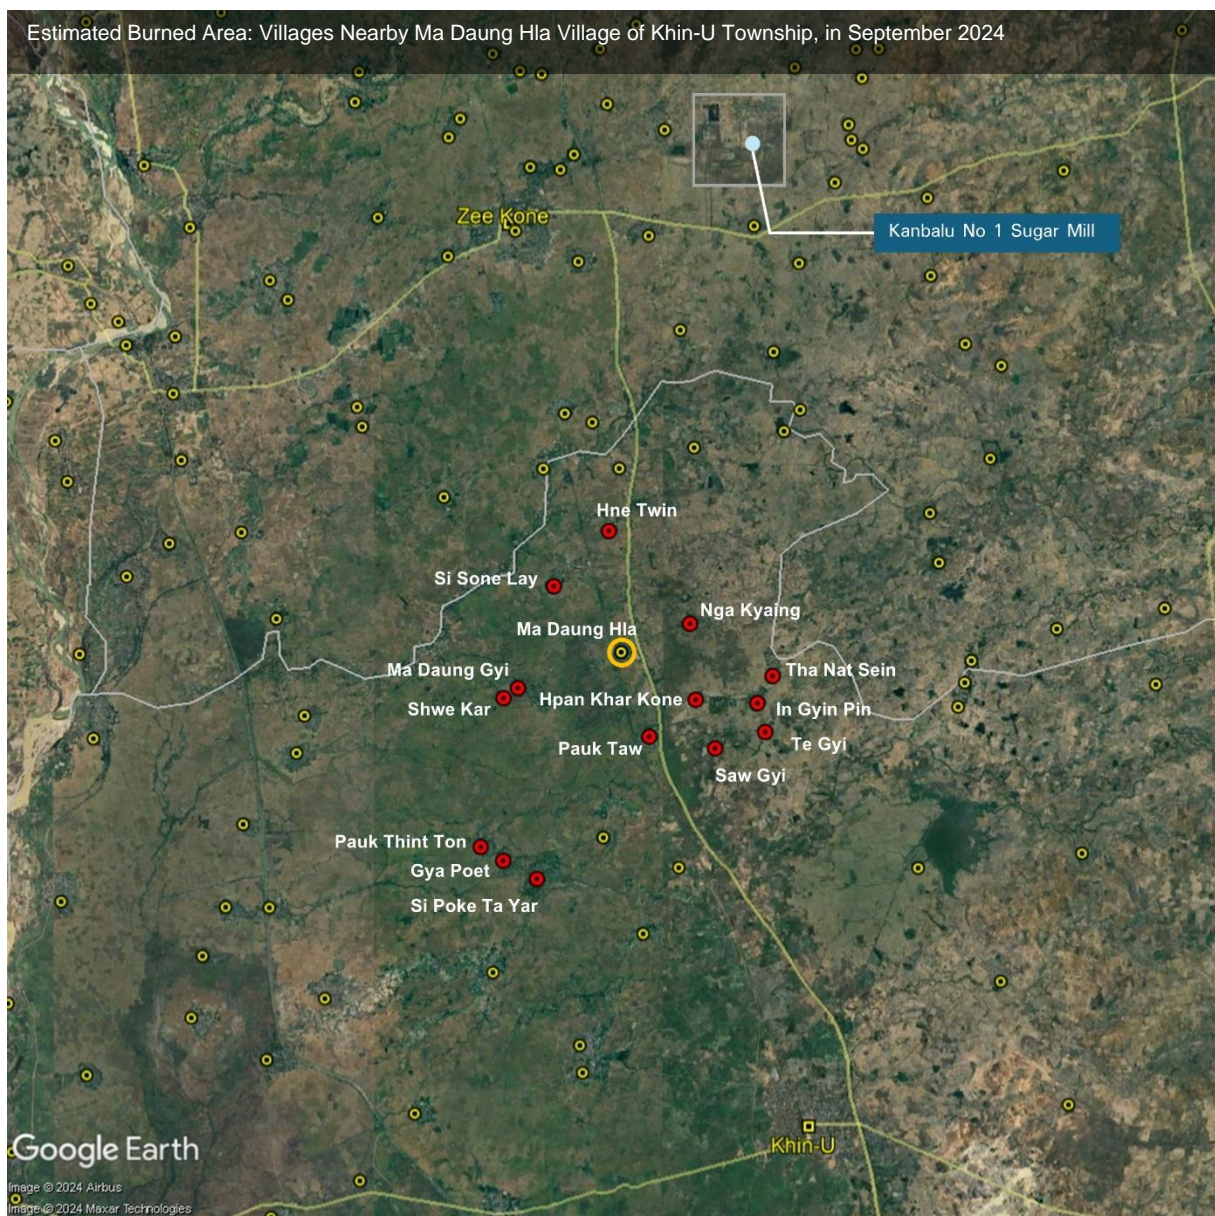 Estimated Burned Area: Villages Nearby Ma Daung Hla Village of Khin-U Township, in September 2024
Zee Kone
Kanbalu No 1 Sugar Mill
Hne Twin
Si Sone Lay
Nga Kyaing
Ma Daung Hla
Ma Daung Gyi
Tha Nat Sein
Shwe Kar
Hpan Khar Kone
In Gyin Pin
Pauk Taw
Te Gyi
Saw Gyi
Pauk Thint Ton
Gya Poet
Si Poke Ta Yar
Khin-U
Google Earth
Image © 2024 Airbus
Image © 2024 Maxar Technologies